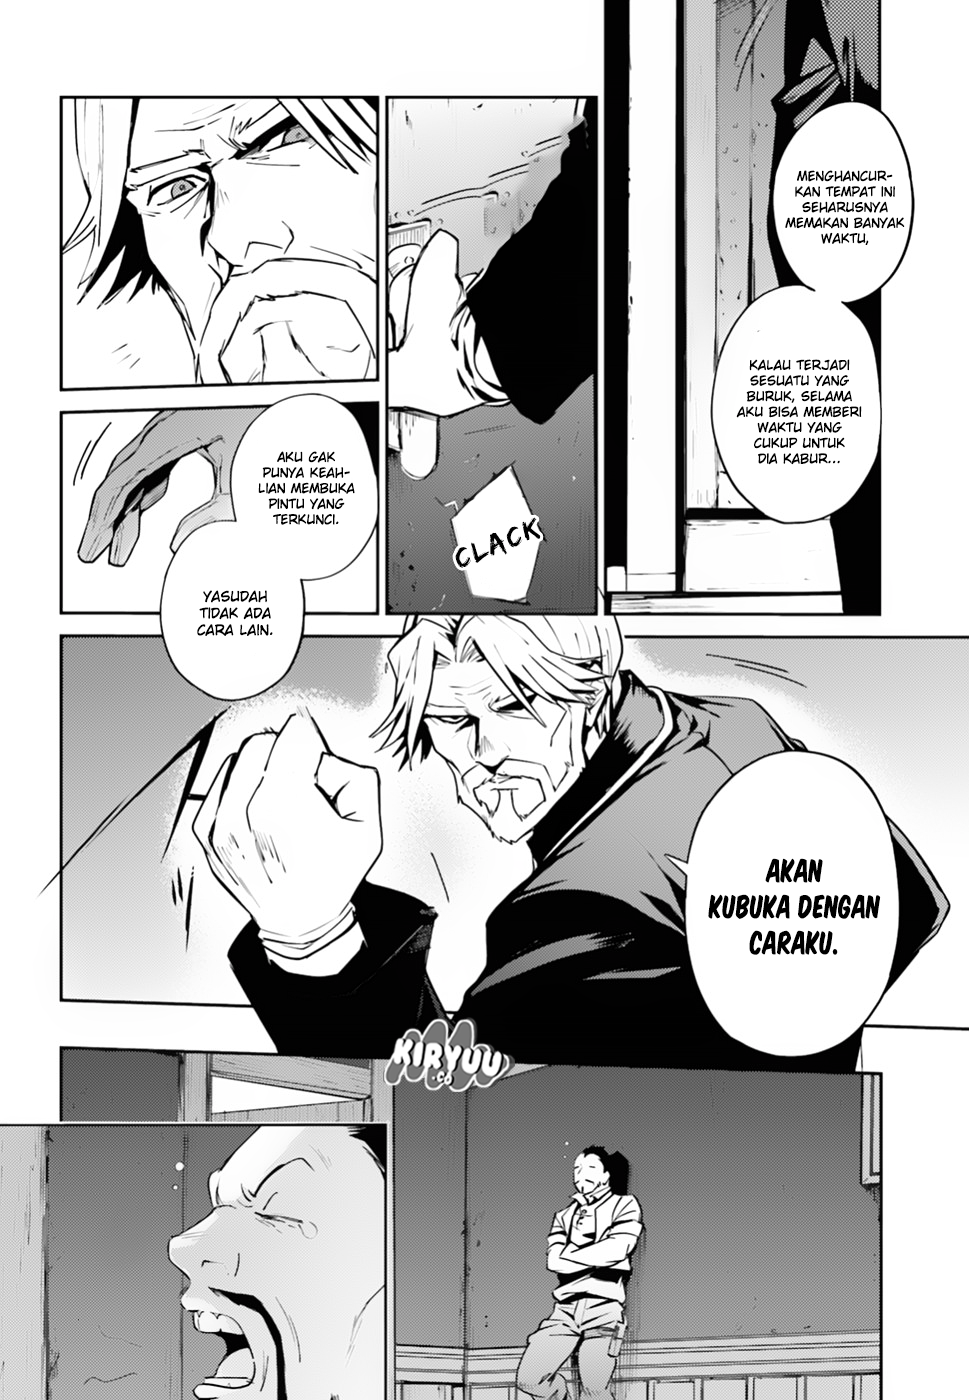 MENGHANCUR-
KAN TEMPAT INI
SEHARUSNYA
MEMAKAN BANYAK
WAKTU,
KALAU TERJADI
SESUATU YANG
BURUK, SELAMA
AKU BISA MEMBERI
WAKTU YANG
CUKUP UNTUK
DIA KABUR...
CLACK
AKU GAK
PUNYA KEAH-
LIAN MEMBUKA
PINTU YANG
TERKUNCI.
YASUDAH
TIDAK ADA
CARA LAIN.
AKAN
KUBUKA DENGAN
CARAKU.
KIRYUU
.CO